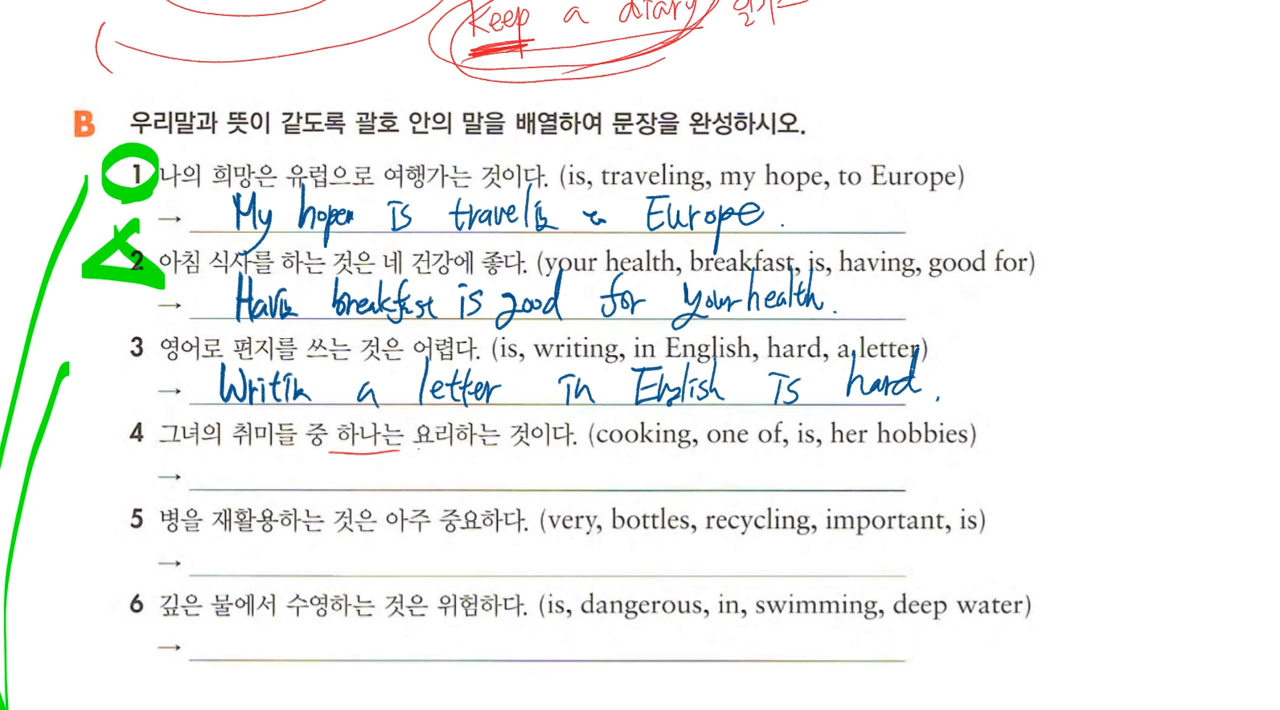 Keep a diary
B 우리말과 뜻이 같도록 괄호 안의 말을 배열하여 문장을 완성하시오.
1 나의 희망은 유럽으로 여행가는 것이다. (is, traveling, my hope, to Europe)
→ My hope is Europe.
2 아침 식사를 하는 것은 네 건강에 좋다. (your health, breakfast, is, having, good for)
→ breakfast is good for your health.
3 영어로 편지를 쓰는 것은 어렵다. (is, writing, in English, hard, a letter)
→ a letter in English is hard.
4 그녀의 취미들 중 하나는 요리하는 것이다. (cooking, one of, is, her hobbies)
→
5 병을 재활용하는 것은 아주 중요하다. (very, bottles, recycling, important, is)
→
6 깊은 물에서 수영하는 것은 위험하다. (is, dangerous, in, swimming, deep water)
→